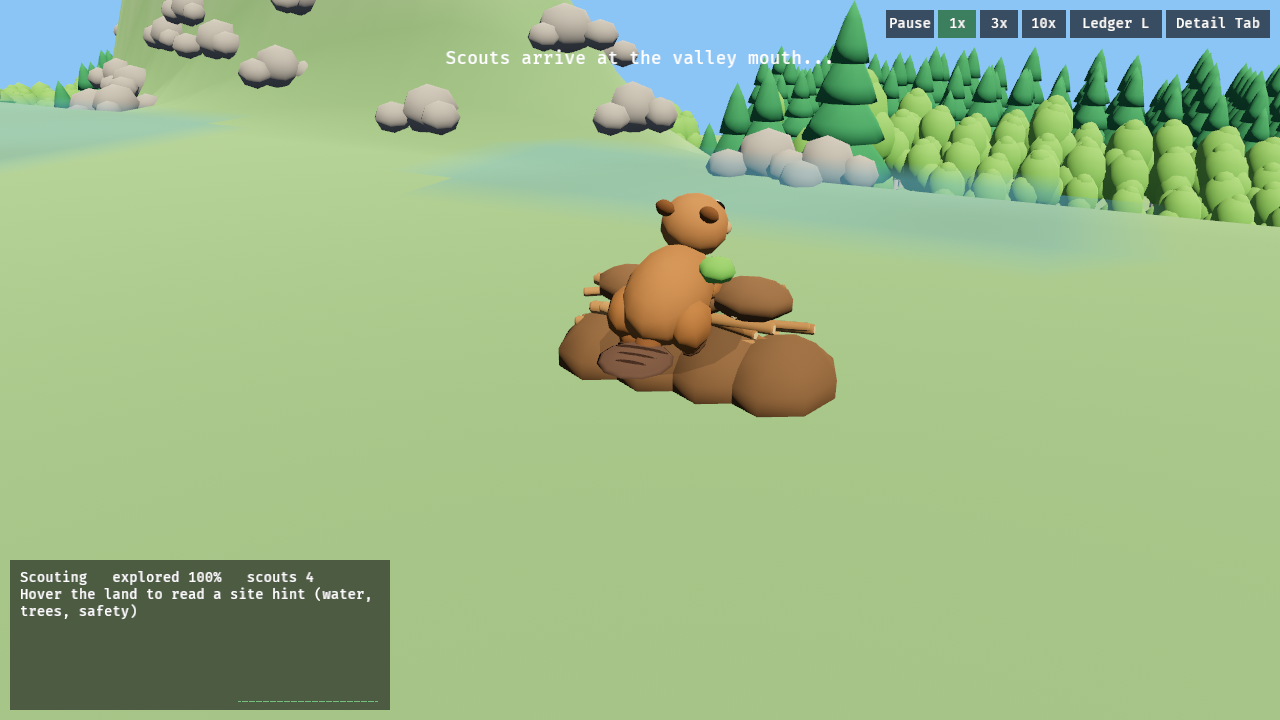 Pause 1x 3x 10x Ledger L Detail Tab
Scouts arrive at the valley mouth...
Scouting explored 100% scouts 4
Hover the land to read a site hint (water,
trees, safety)